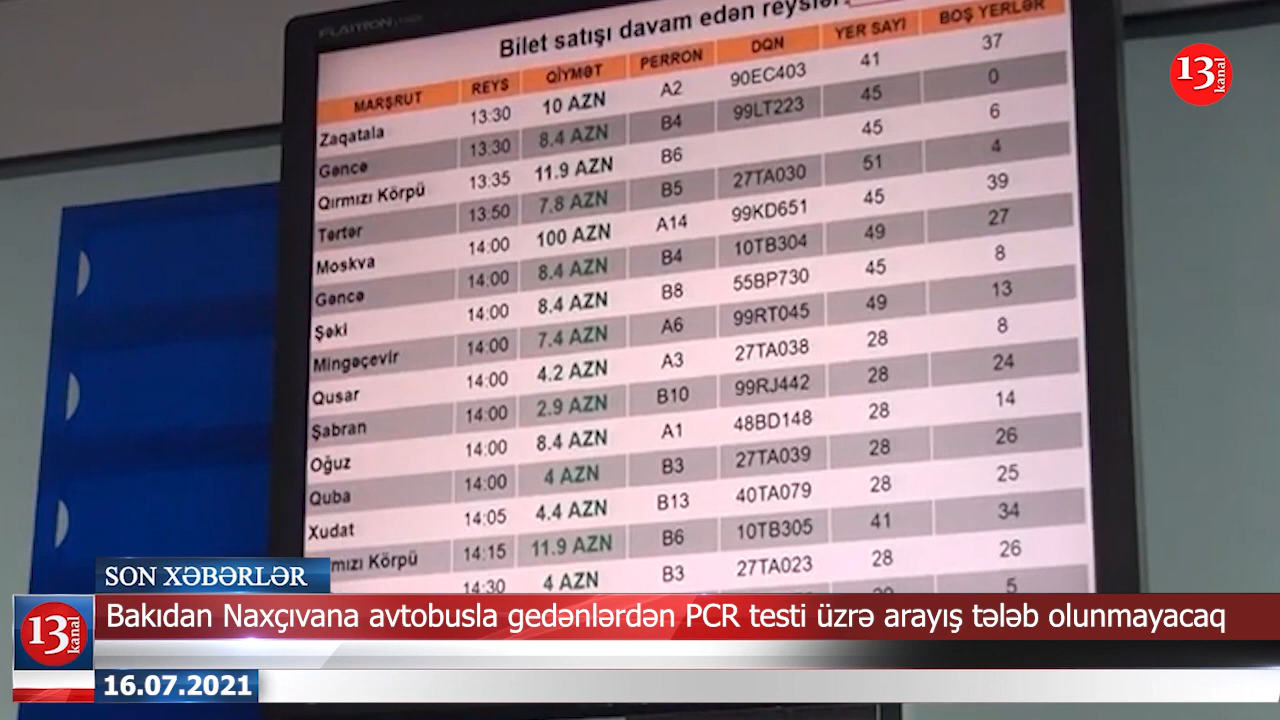 FLATRON
Bilet satışı davam edən reyslər
MARŞRUT REYS QİYMƏT PERRON DQN YER SAYI BOŞ YERLƏR
Zaqatala 13:30 10 AZN A2 90EC403 41 37
Gəncə 13:30 8.4 AZN B4 99LT223 45 0
Qırmızı Körpü 13:35 11.9 AZN B6 45 6
Tərtər 13:50 7.8 AZN B5 27TA030 51 4
Moskva 14:00 100 AZN A14 99KD651 45 39
Gəncə 14:00 8.4 AZN B4 10TB304 49 27
Şəki 14:00 8.4 AZN B8 55BP730 45 8
Mingəçevir 14:00 7.4 AZN A6 99RT045 49 13
Qusar 14:00 4.2 AZN A3 27TA038 28 8
Şabran 14:00 2.9 AZN B10 99RJ442 28 24
Oğuz 14:00 8.4 AZN A1 48BD148 28 14
Quba 14:00 4 AZN B3 27TA039 28 26
Xudat 14:05 4.4 AZN B13 40TA079 28 25
mızı Körpü 14:15 11.9 AZN B6 10TB305 41 34
14:30 4 AZN B3 27TA023 28 26
5
13 kanal
SON XƏBƏRLƏR
13 kanal
Bakıdan Naxçıvana avtobusla gedənlərdən PCR testi üzrə arayış tələb olunmayacaq
16.07.2021